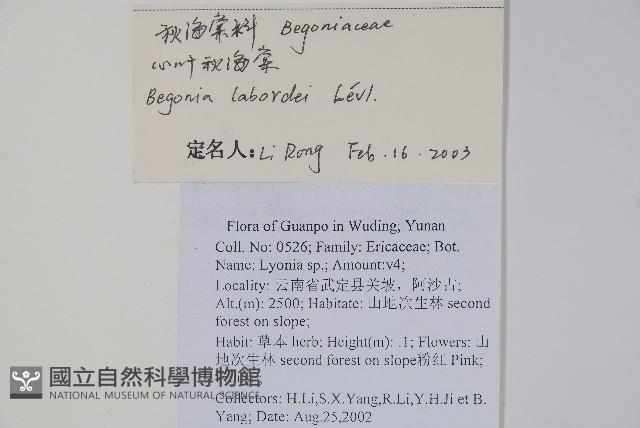 秋海棠科 Begoniaceae
心叶秋海棠
Begonia labordei Lévl.
定名人: Li Rong Feb. 16. 2003
Flora of Guanpo in Wuding, Yunan
Coll. No: 0526; Family: Ericaceae; Bot.
Name: Lyonia sp.; Amount:v4;
Locality: 云南省武定县关坡，阿沙古;
Alt.(m): 2500; Habitate: 山地次生林 second
forest on slope;
Habit: 草本 herb; Height(m): .1; Flowers: 山
地次生林 second forest on slope粉红 Pink;
Collectors: H.Li,S.X.Yang,R.Li,Y.H.Ji et B.
Yang; Date: Aug.25,2002
國立自然科學博物館
NATIONAL MUSEUM OF NATURAL SCIENCE